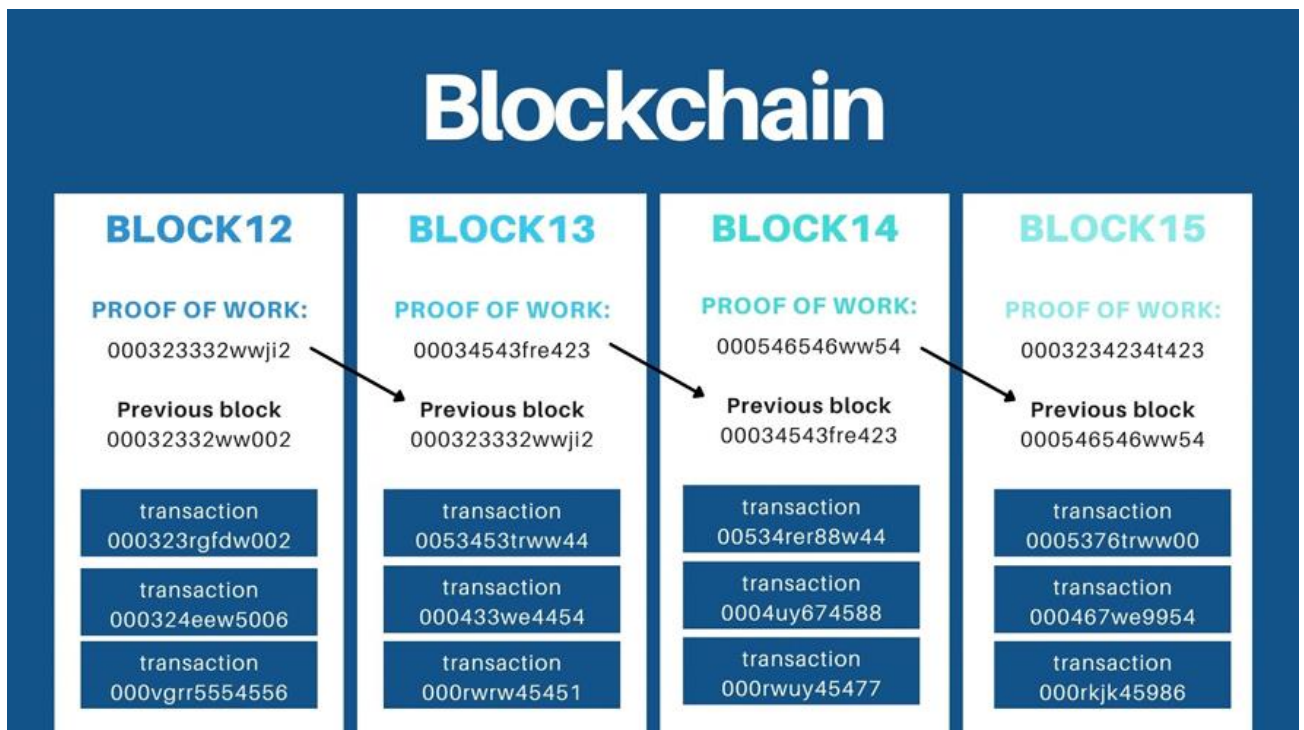 Blockchain
BLOCK12
PROOF OF WORK:
000323332wwji2
Previous block
00032332ww002
transaction
000323rgfdw002
transaction
000324eew5006
transaction
000vgrr5554556
BLOCK13
PROOF OF WORK:
00034543fre423
Previous block
000323332wwji2
transaction
0053453trww44
transaction
000433we4454
transaction
000rwrw45451
BLOCK14
PROOF OF WORK:
000546546ww54
Previous block
00034543fre423
transaction
00534rer88w44
transaction
0004uy674588
transaction
000rwuy45477
BLOCK15
PROOF OF WORK:
0003234234t423
Previous block
000546546ww54
transaction
0005376trww00
transaction
000467we9954
transaction
000rkjk45986